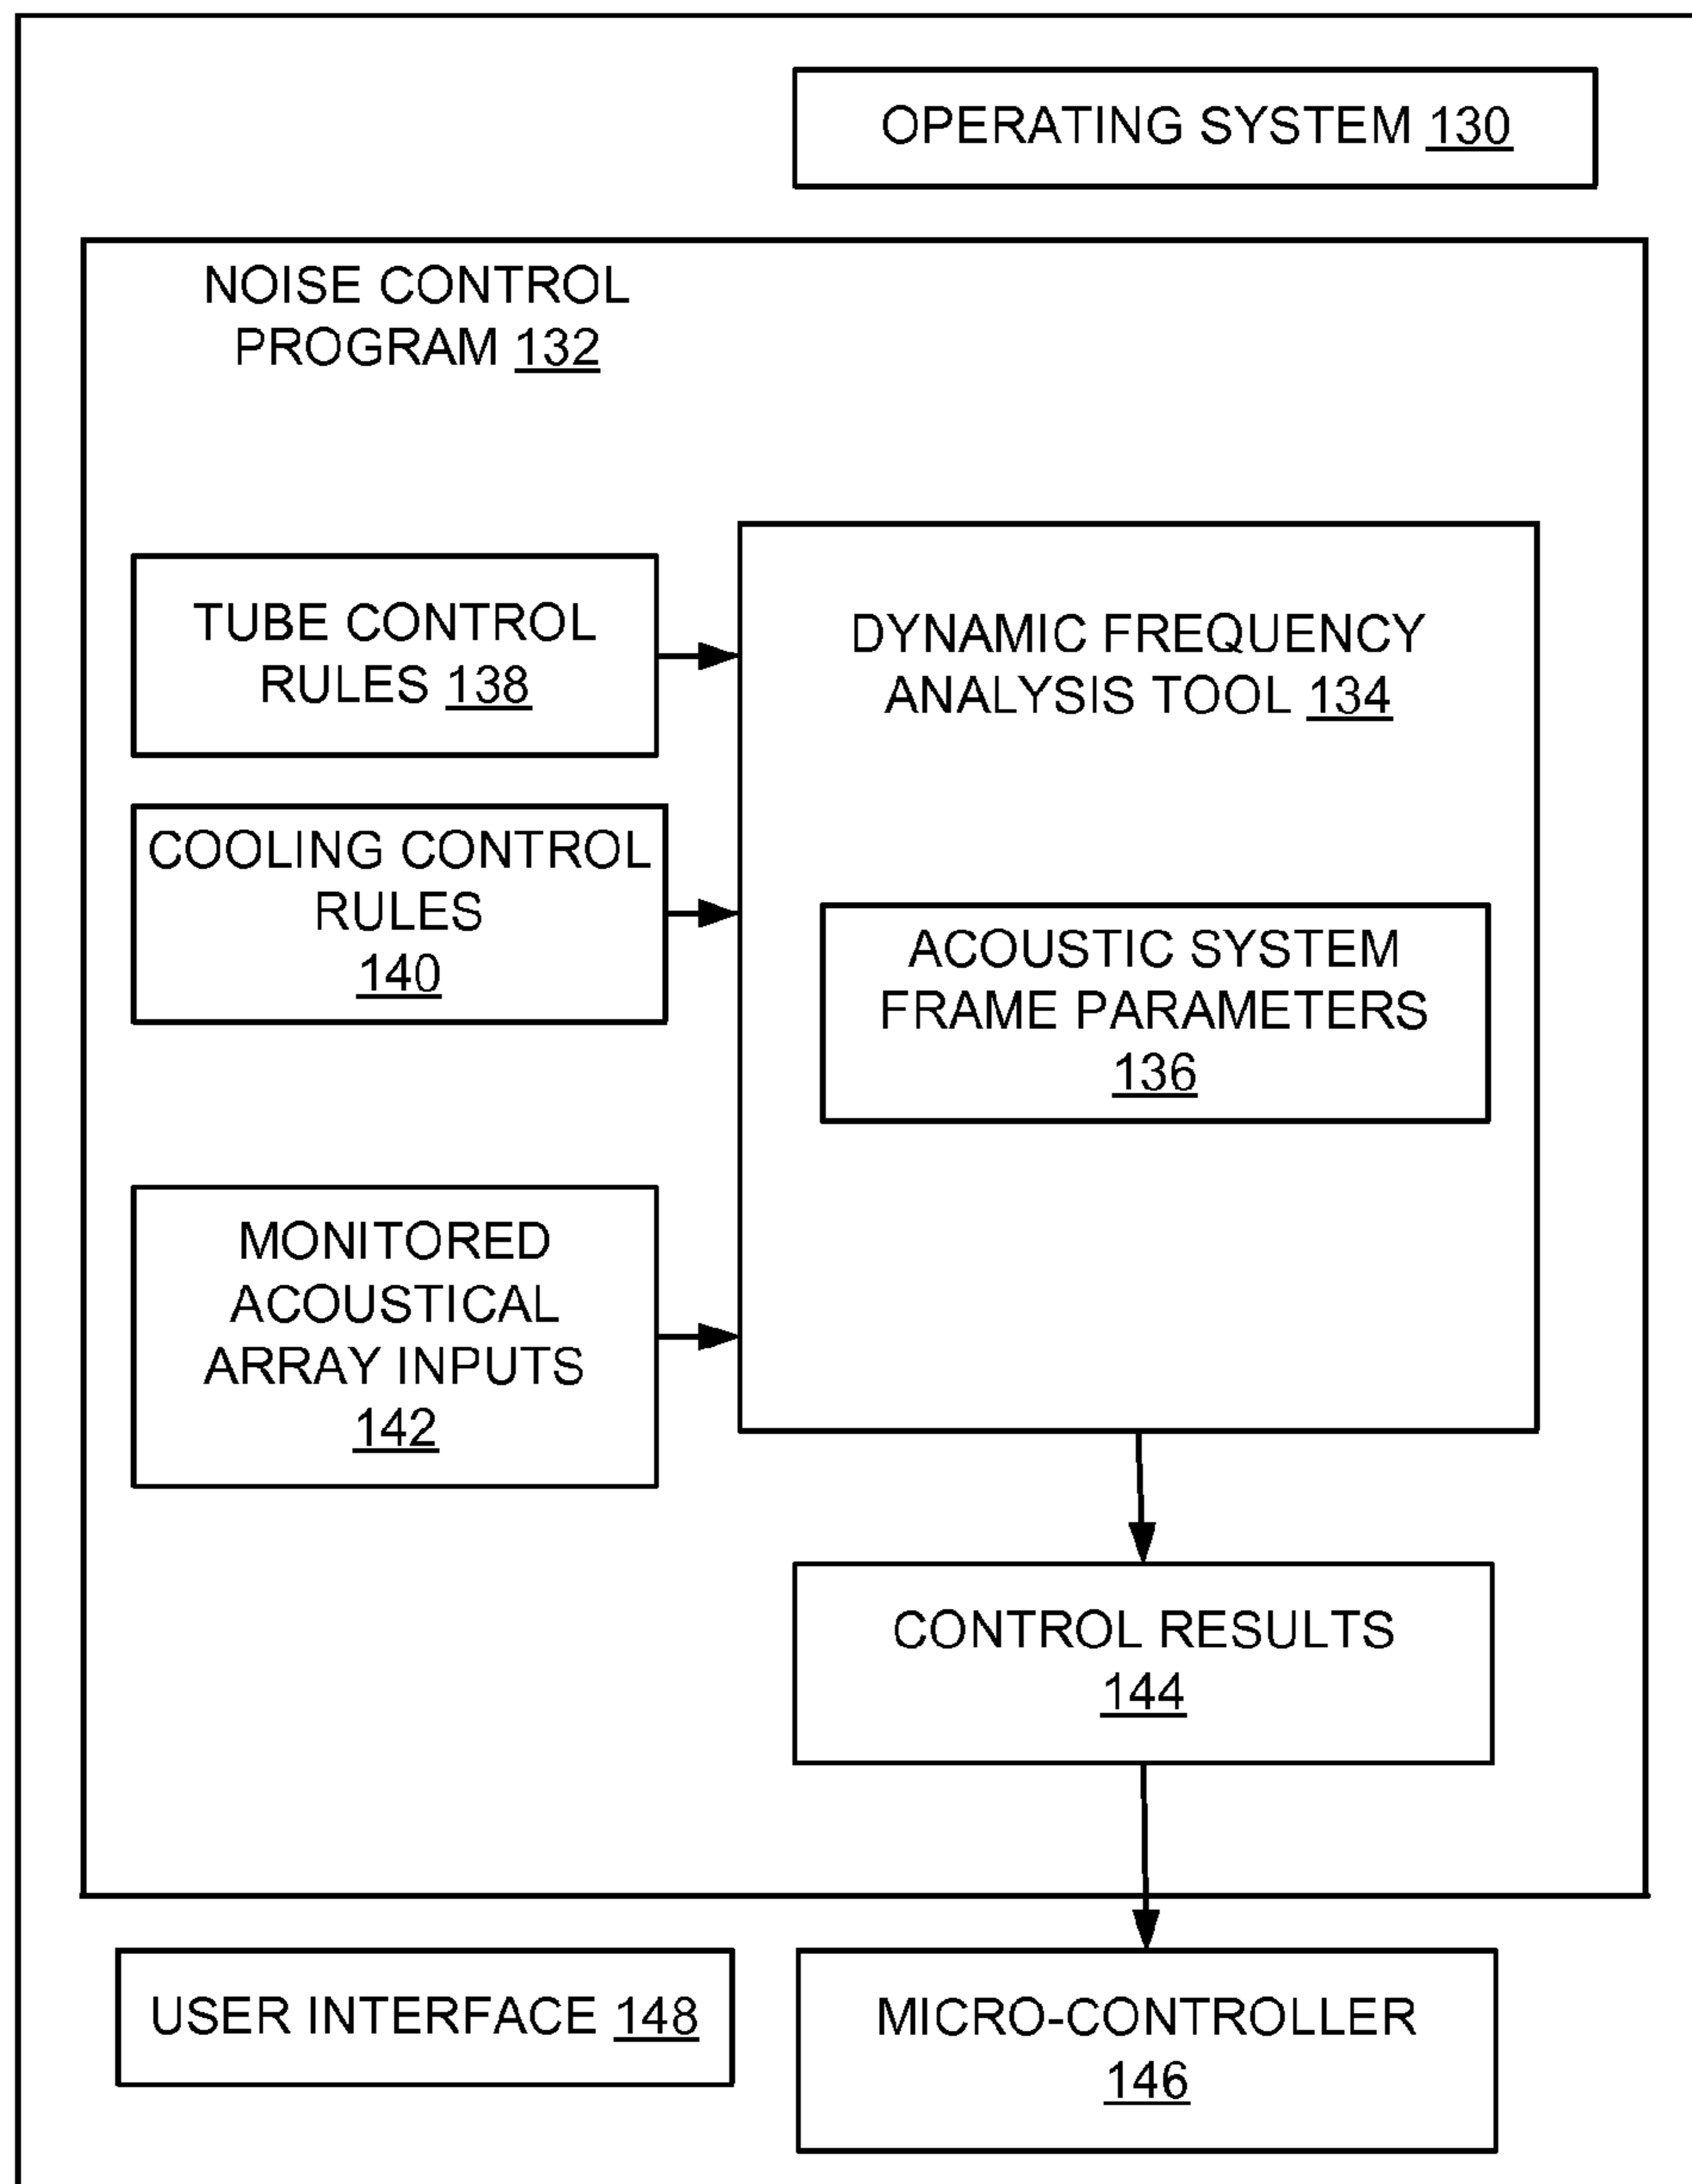 OPERATING SYSTEM 130
NOISE CONTROL
PROGRAM 132
TUBE CONTROL
RULES 138
DYNAMIC FREQUENCY
ANALYSIS TOOL 134
COOLING CONTROL
RULES
140
ACOUSTIC SYSTEM
FRAME PARAMETERS
136
MONITORED
ACOUSTICAL
ARRAY INPUTS
142
CONTROL RESULTS
144
USER INTERFACE 148
MICRO-CONTROLLER
146